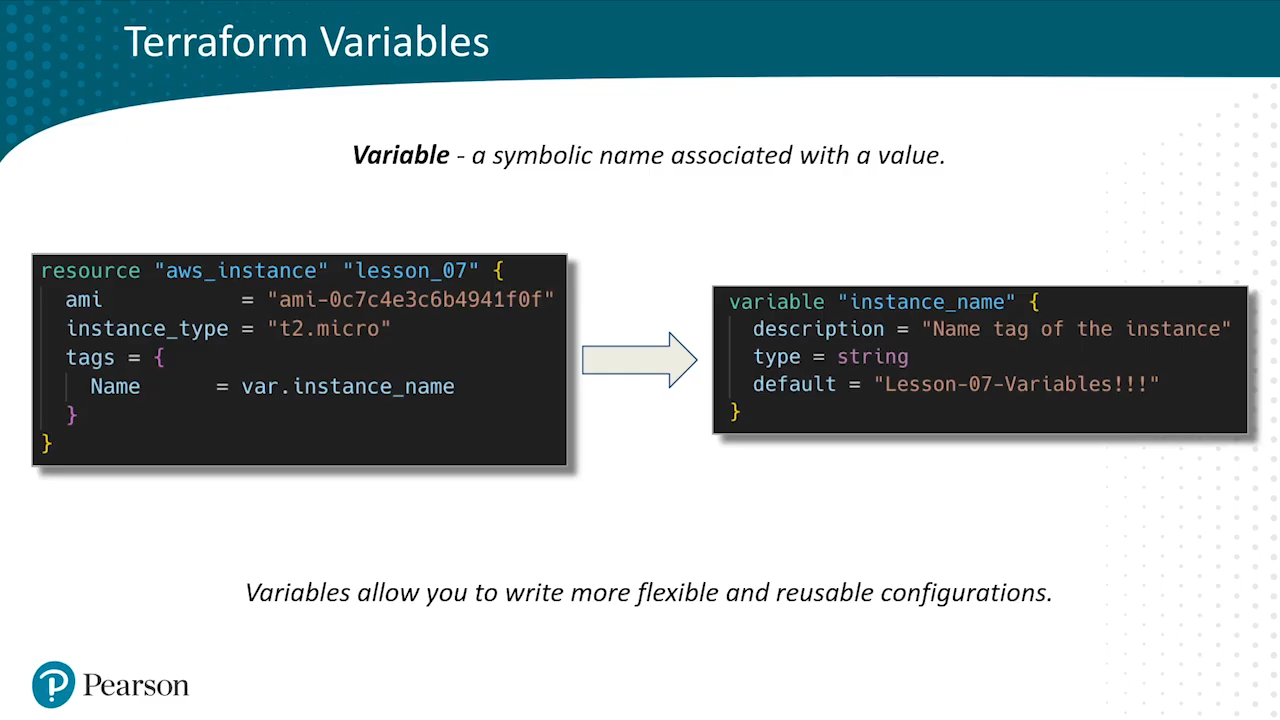 Terraform Variables
Variable - a symbolic name associated with a value.
resource "aws_instance" "lesson_07" {
  ami           = "ami-0c7c4e3c6b4941f0f"
  instance_type = "t2.micro"
  tags = {
    Name      = var.instance_name
  }
}
variable "instance_name" {
  description = "Name tag of the instance"
  type = string
  default = "Lesson-07-Variables!!!"
}
Variables allow you to write more flexible and reusable configurations.
Pearson